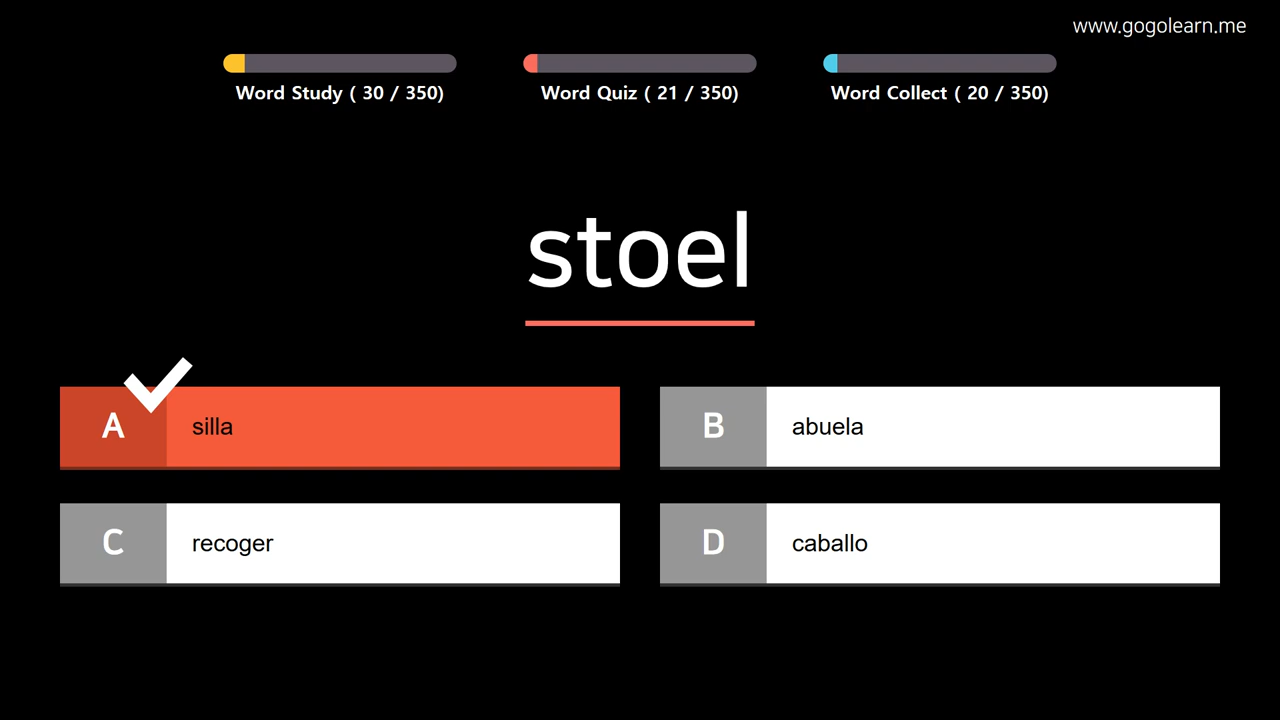 www.gogolearn.me
Word Study ( 30 / 350)
Word Quiz ( 21 / 350)
Word Collect ( 20 / 350)
stoel
A silla
B abuela
C recoger
D caballo